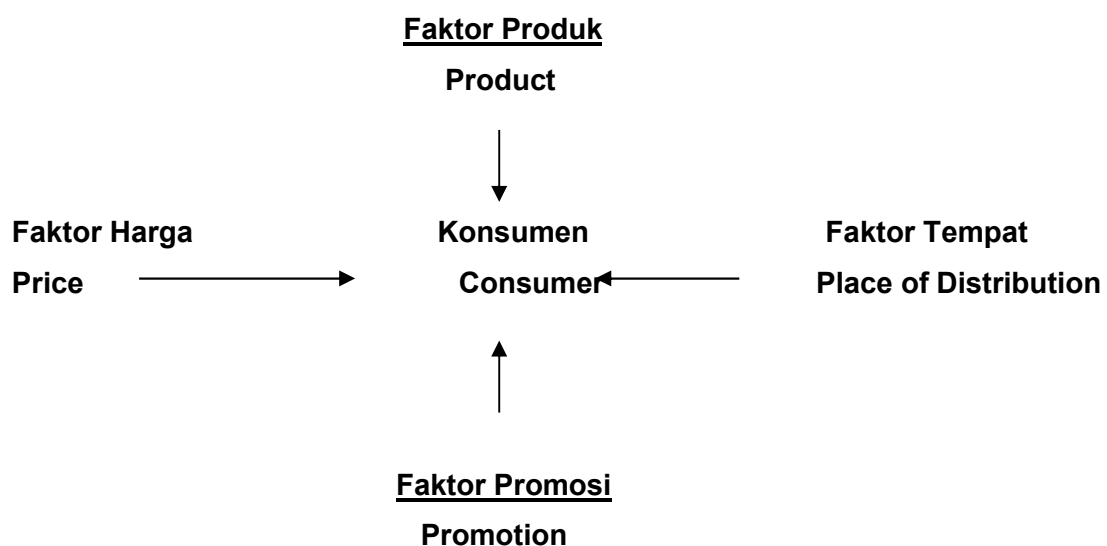 Faktor Produk
Product
Faktor Harga Konsumen Faktor Tempat
Price Consumer Place of Distribution
Faktor Promosi
Promotion